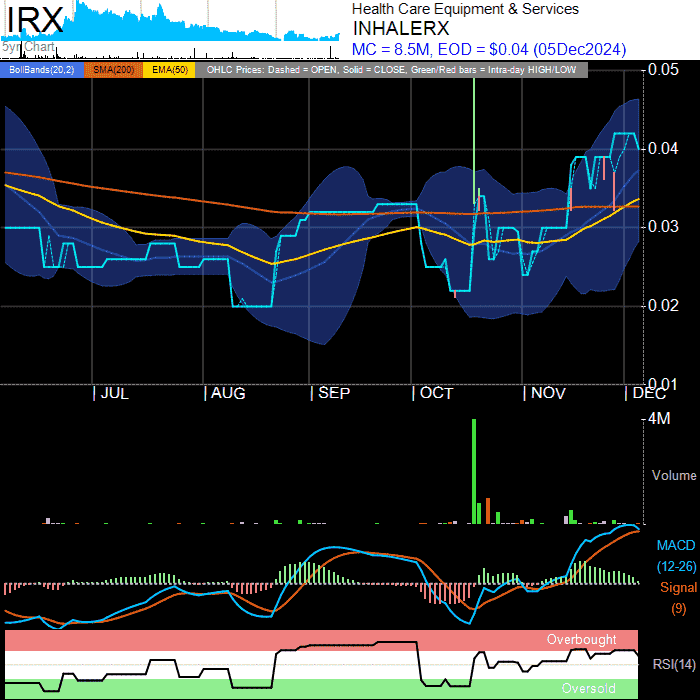 IRX
5yr Chart
Health Care Equipment & Services
INHALERX
MC = 8.5M, EOD = $0.04 (05Dec2024)
BollBands(20,2) SMA(200) EMA(50) OHLC Prices: Dashed = OPEN, Solid = CLOSE, Green/Red bars = Intra-day HIGH/LOW
0.05
0.04
0.03
0.02
0.01
JUL AUG SEP OCT NOV DEC
4M
Volume
MACD
(12-26)
Signal
(9)
Overbought
RSI(14)
Oversold